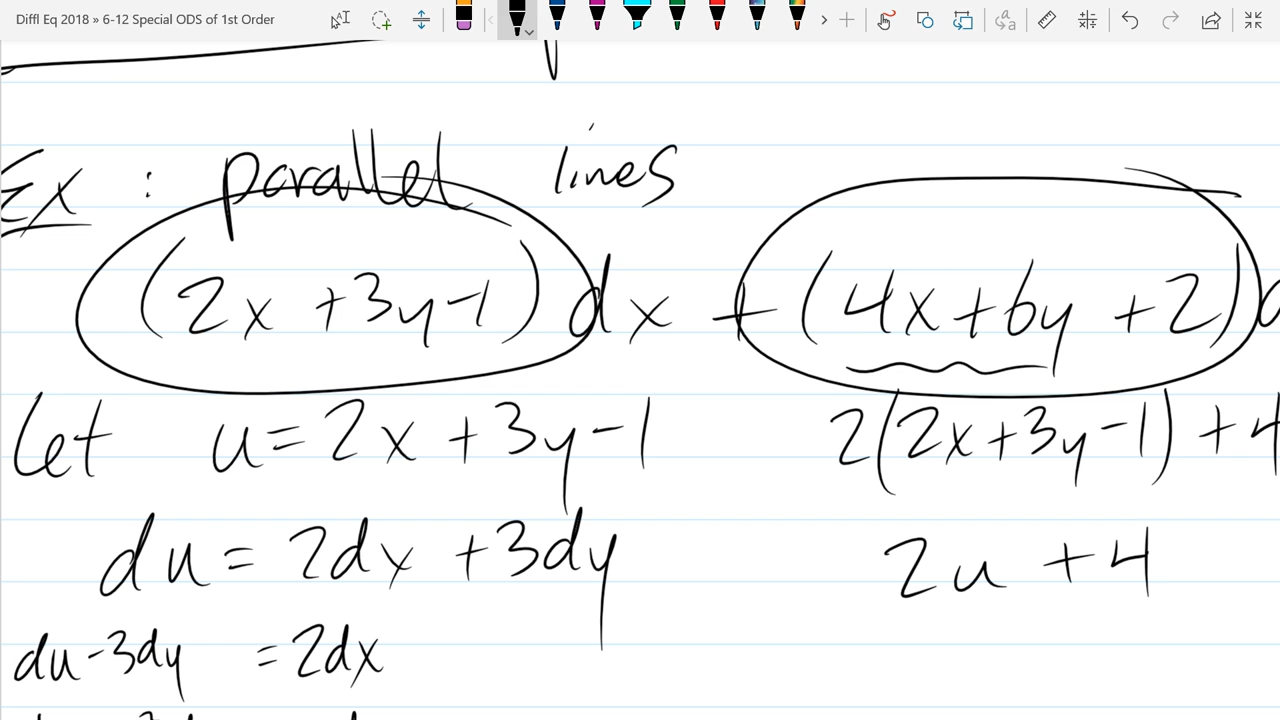 Diffl Eq 2018 » 6-12 Special ODS of 1st Order
Ex : parallel lines
(2x +3y-1)dx + (4x+6y +2)
Let u=2x +3y-1 2(2x+3y-1) +4
du= 2dx +3dy 2u +4
du-3dy =2dx